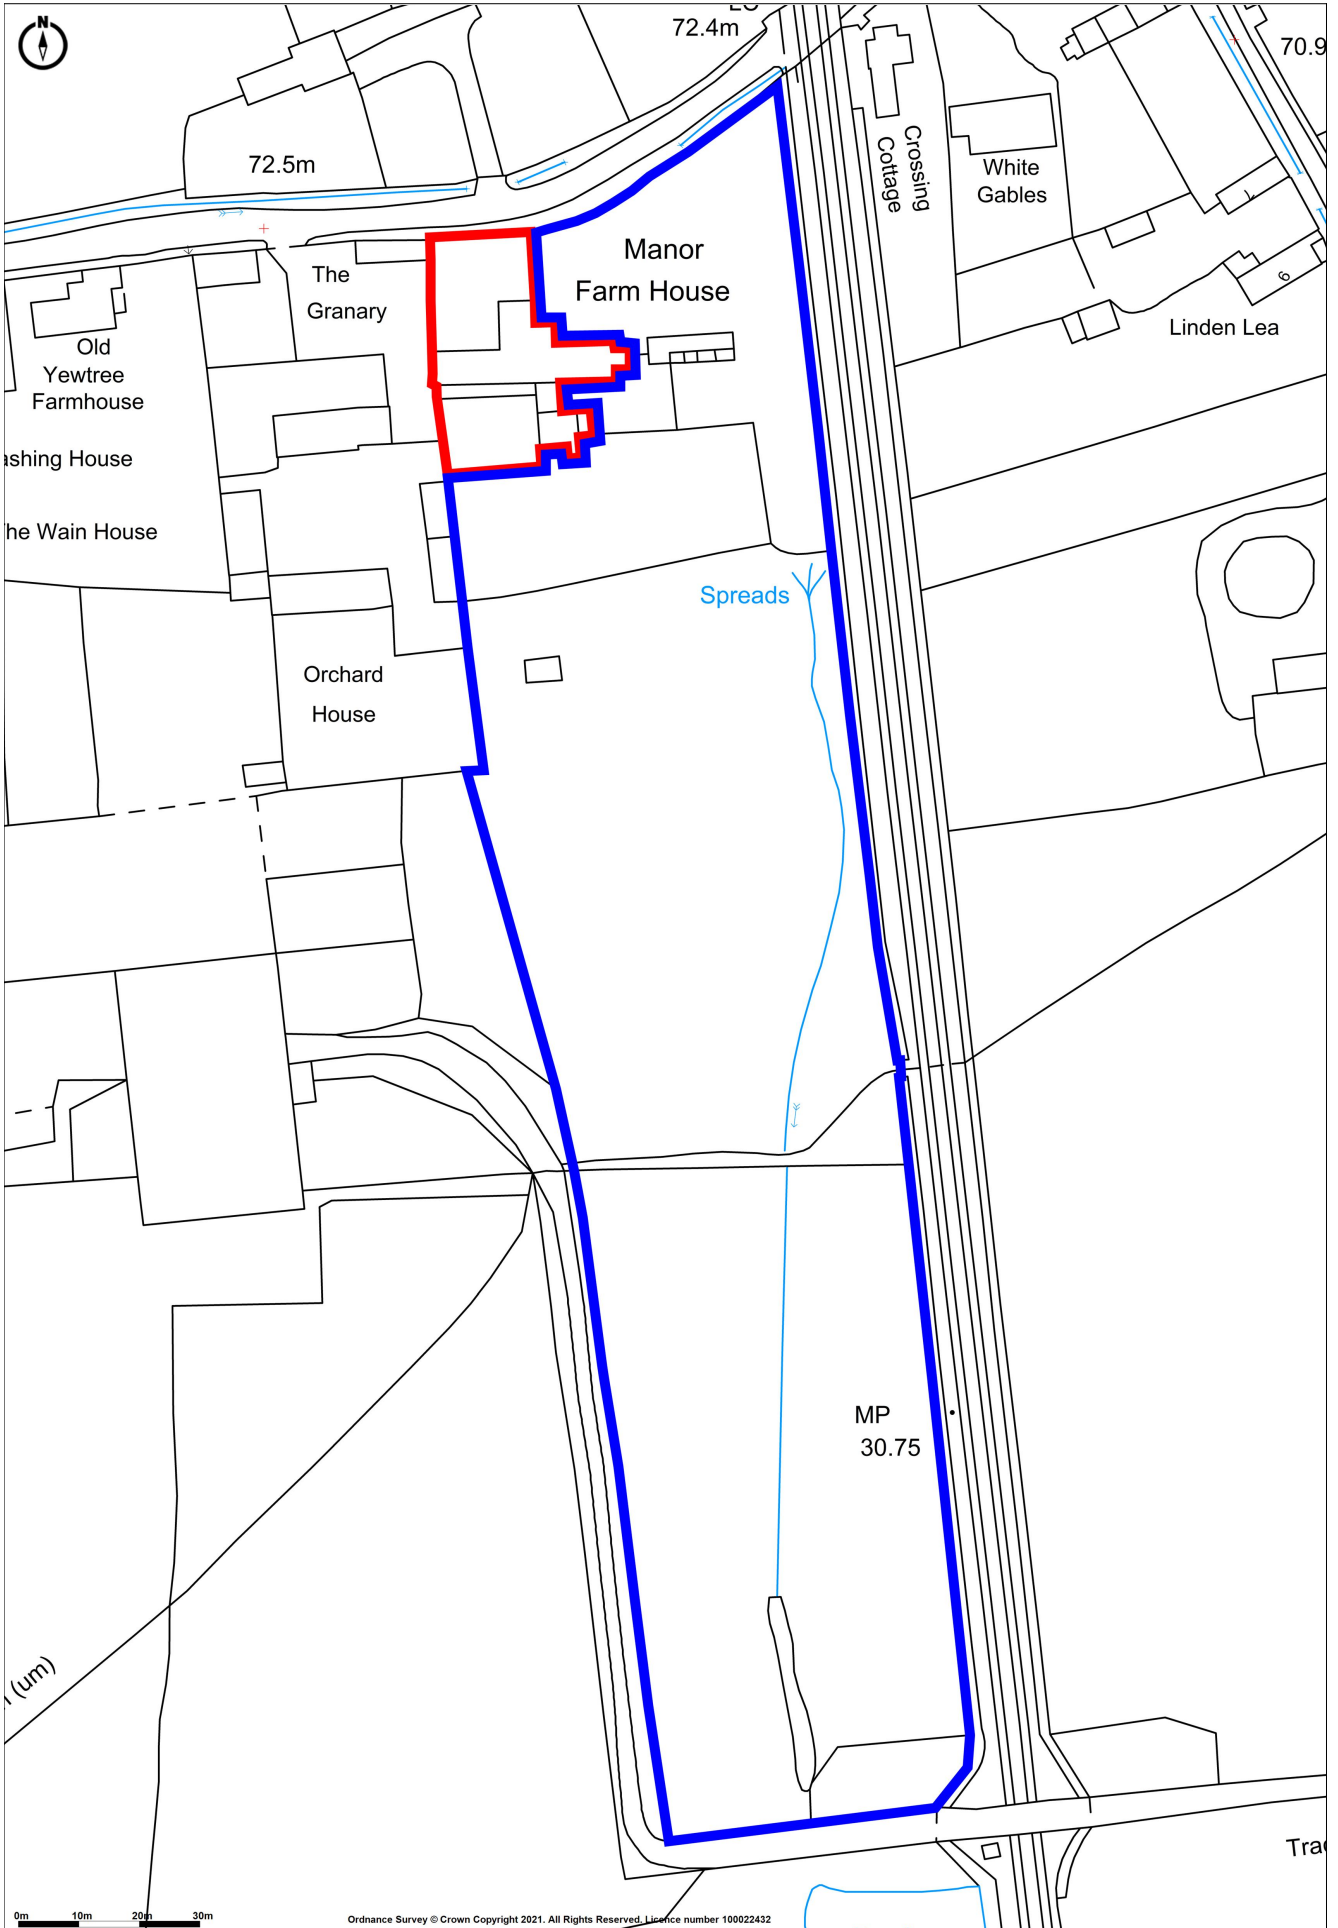 N
72.4m
70.9
72.5m
Crossing
Cottage
White
Gables
Manor
Farm House
The
Granary
6
Linden Lea
Old
Yewtree
Farmhouse
ashing House
he Wain House
Spreads
Orchard
House
MP
30.75
(um)
Trac
0m 10m 20m 30m
Ordnance Survey © Crown Copyright 2021. All Rights Reserved. Licence number 100022432